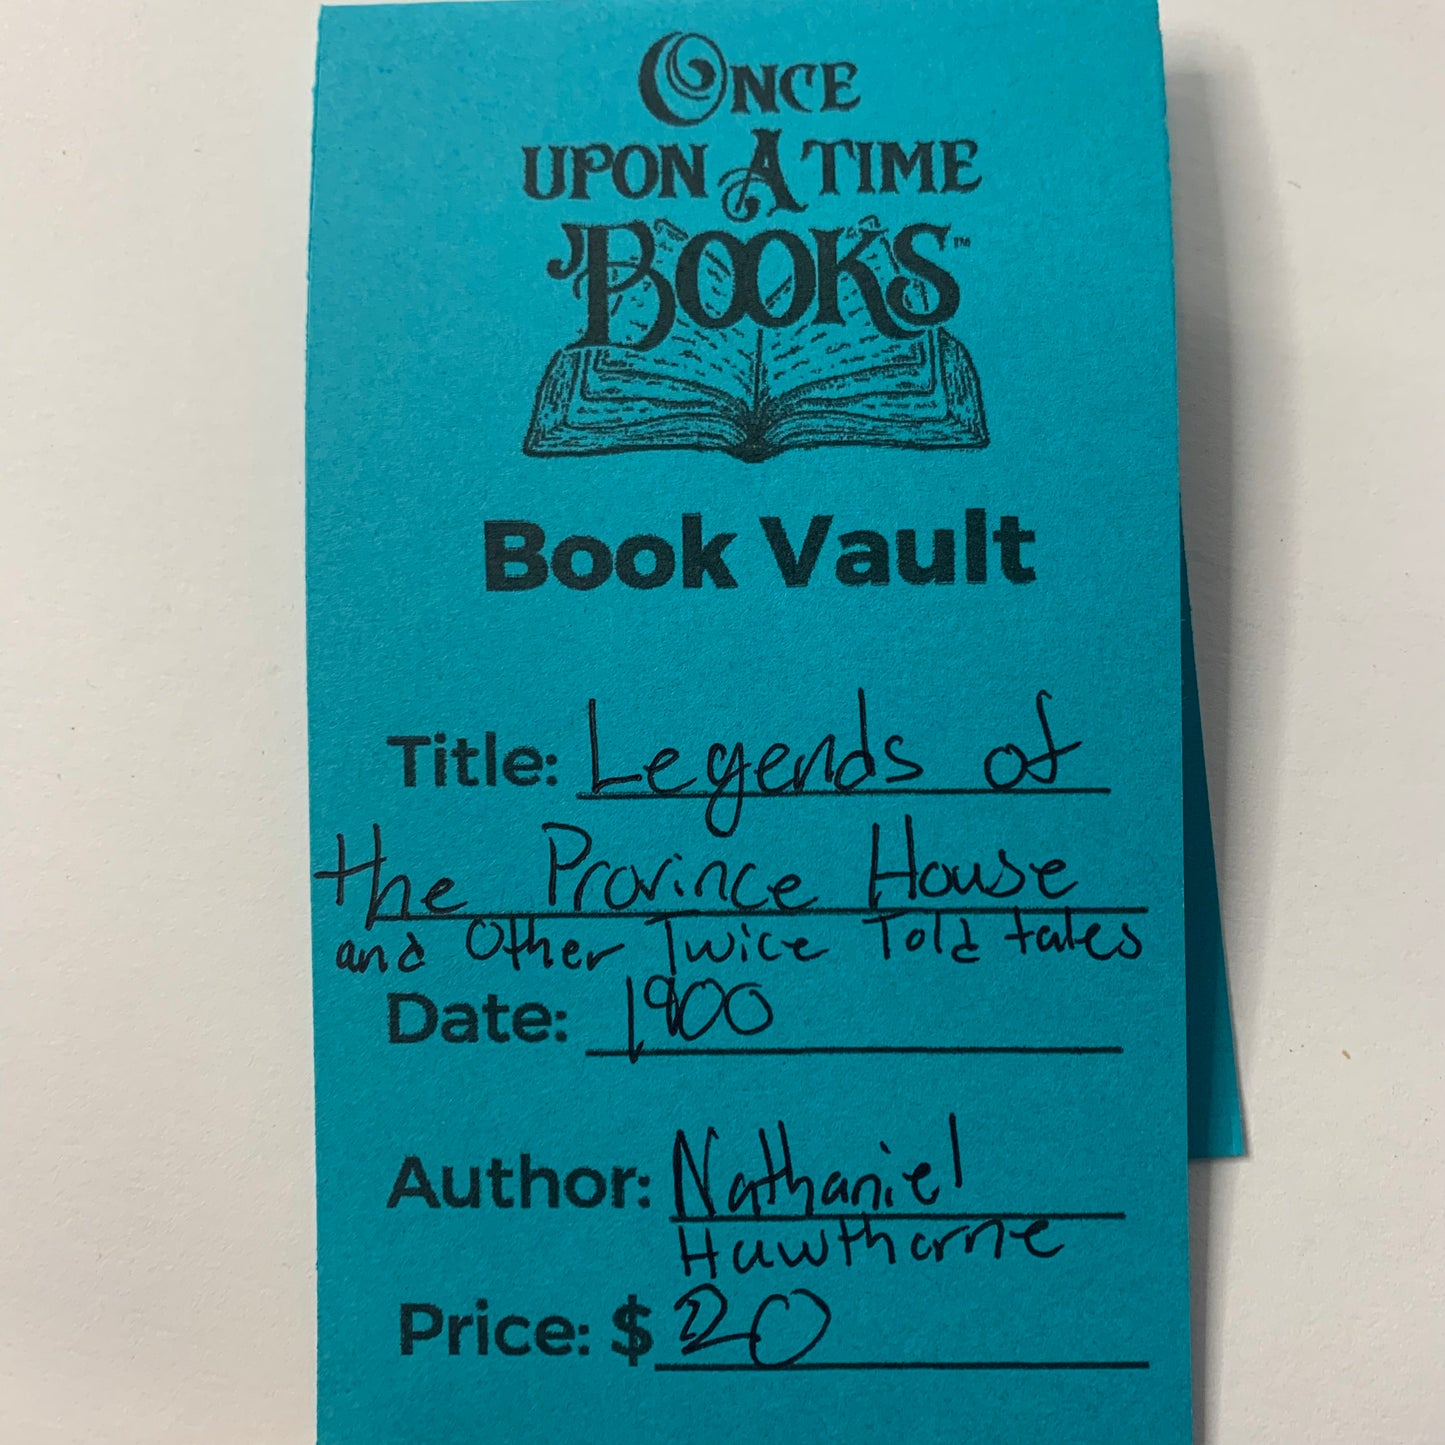 ONCE
UPON A TIME
BOOKS™
Book Vault
Title: Legends of
the Province House
and Other Twice Told tales
Date: 1900
Author: Nathaniel
Hawthorne
Price: $20